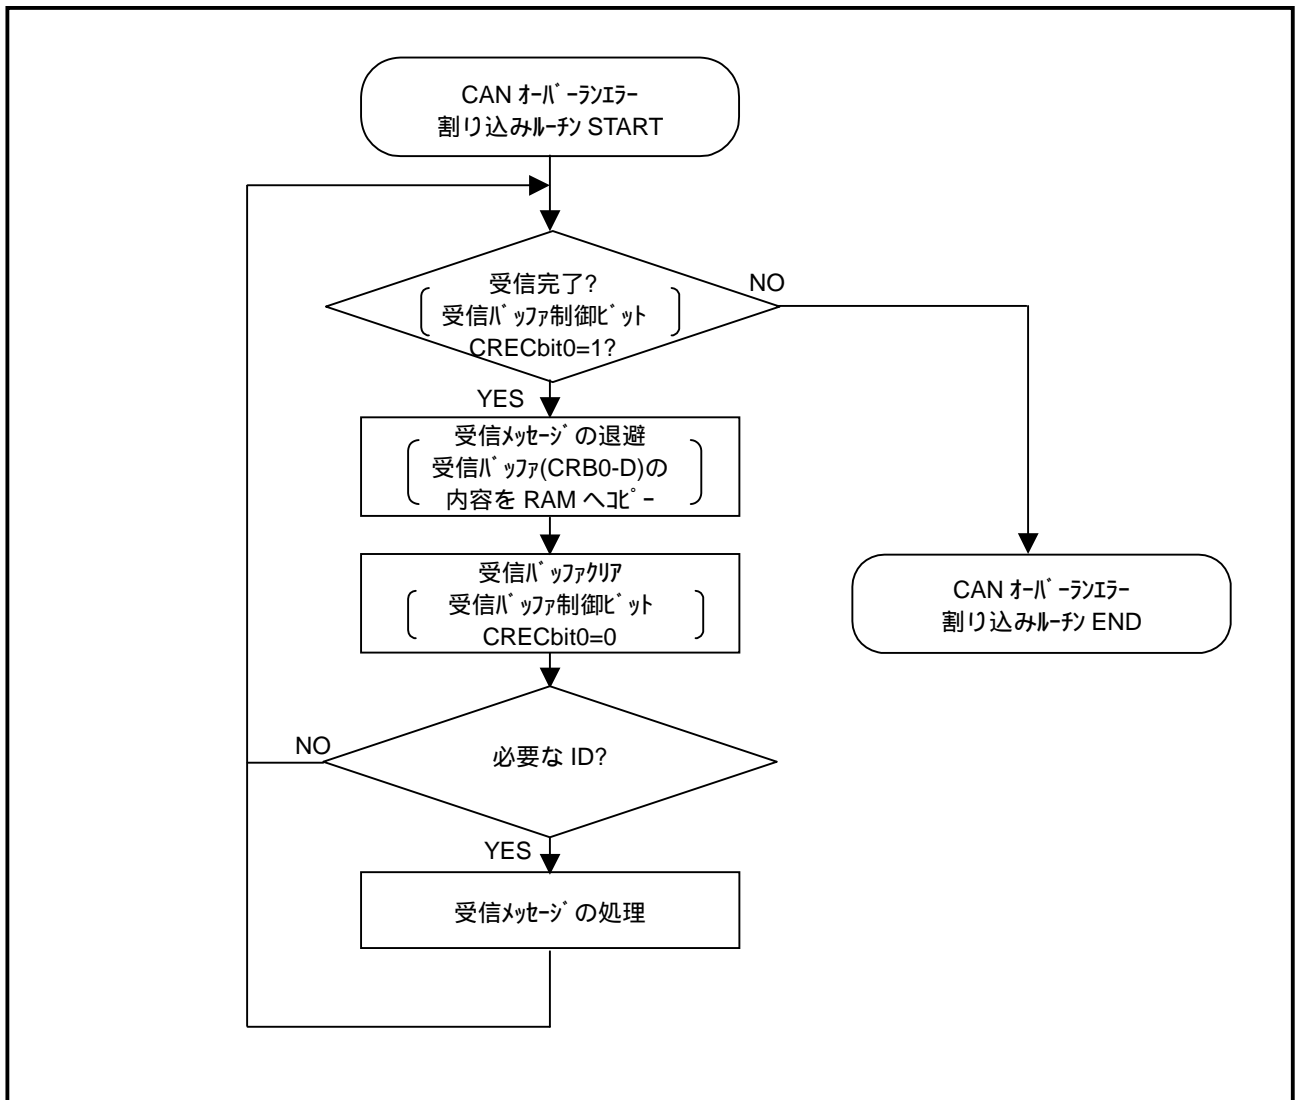 CAN ｵｰﾊﾞｰﾗﾝｴﾗｰ
割り込みﾙｰﾁﾝ START
受信完了?
受信ﾊﾞｯﾌｧ制御ﾋﾞｯﾄ
CRECbit0=1?
NO
YES
受信ﾒｯｾｰｼﾞの退避
受信ﾊﾞｯﾌｧ(CRB0-D)の
内容を RAM へｺﾋﾟｰ
受信ﾊﾞｯﾌｧｸﾘｱ
受信ﾊﾞｯﾌｧ制御ﾋﾞｯﾄ
CRECbit0=0
CAN ｵｰﾊﾞｰﾗﾝｴﾗｰ
割り込みﾙｰﾁﾝ END
NO
必要な ID?
YES
受信ﾒｯｾｰｼﾞの処理